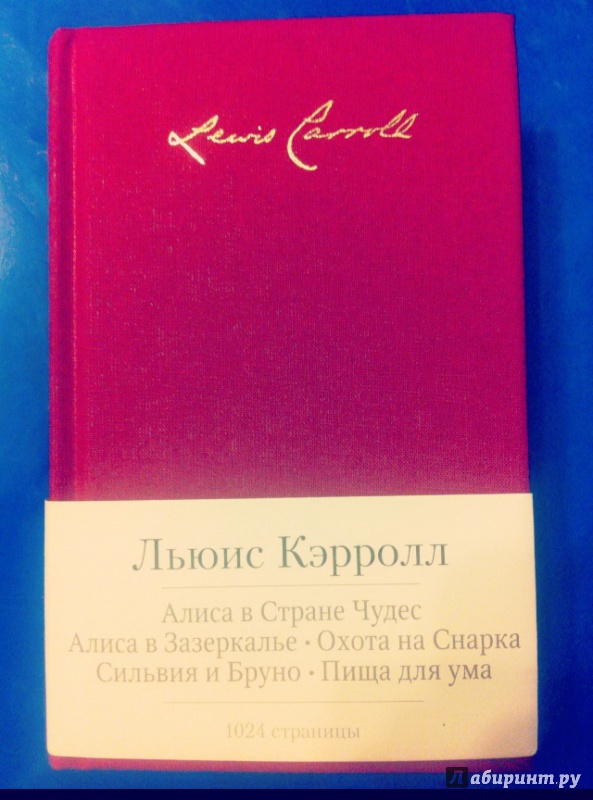 Lewis Carroll
Льюис Кэрролл
Алиса в Стране Чудес
Алиса в Зазеркалье • Охота на Снарка
Сильвия и Бруно • Пища для ума
1024 страницы
Лабиринт.ру